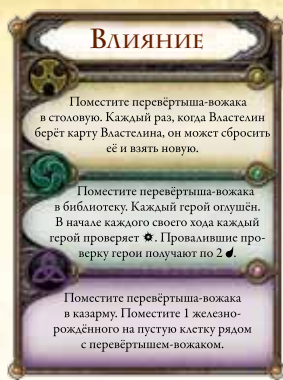 Влияние
Поместите перевёртыша-вожака
в столовую. Каждый раз, когда Властелин
берёт карту Властелина, он может сбросить
её и взять новую.
Поместите перевёртыша-вожака
в библиотеку. Каждый герой оглушён.
В начале каждого своего хода каждый
герой проверяет . Провалившие про-
верку герои получают по 2 .
Поместите перевёртыша-вожака
в казарму. Поместите 1 железно-
рождённого на пустую клетку рядом
с перевёртышем-вожаком.